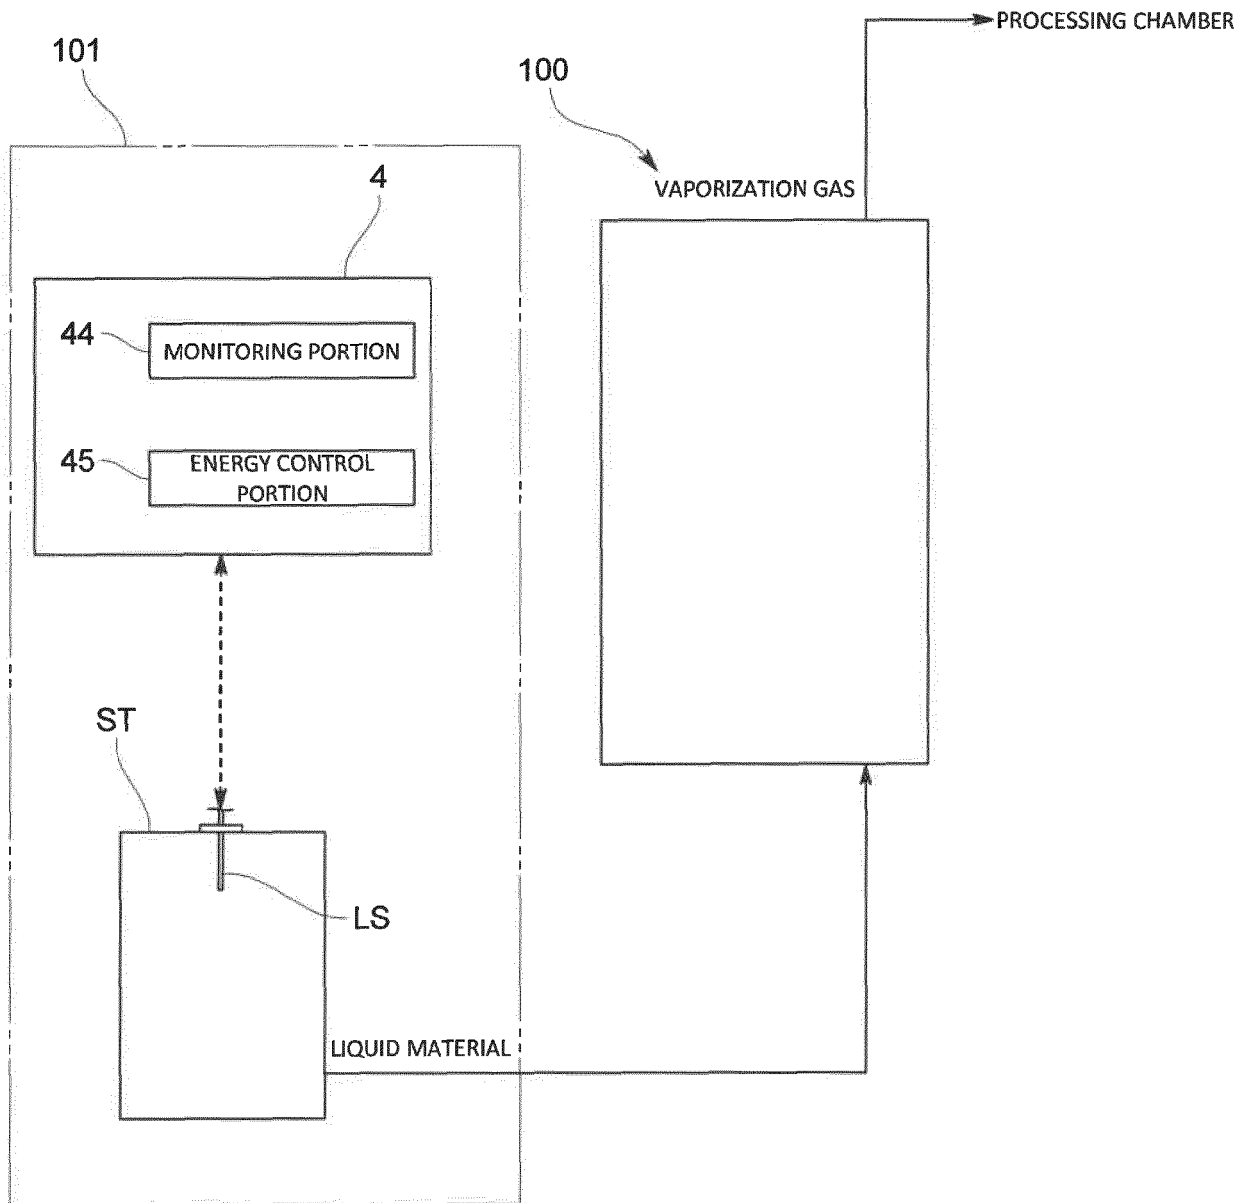 PROCESSING CHAMBER
101
100
VAPORIZATION GAS
4
44
MONITORING PORTION
45
ENERGY CONTROL
PORTION
ST
LS
LIQUID MATERIAL